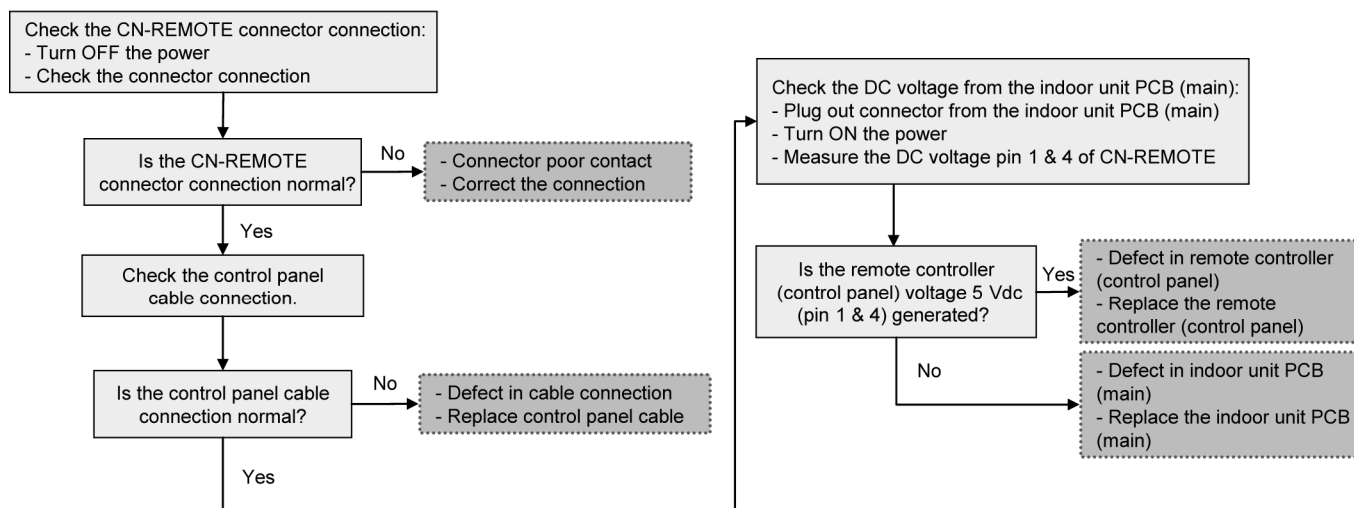 Check the CN-REMOTE connector connection:
- Turn OFF the power
- Check the connector connection
Is the CN-REMOTE
connector connection normal?
No
- Connector poor contact
- Correct the connection
Yes
Check the control panel
cable connection.
Is the control panel cable
connection normal?
No
- Defect in cable connection
- Replace control panel cable
Yes
Check the DC voltage from the indoor unit PCB (main):
- Plug out connector from the indoor unit PCB (main)
- Turn ON the power
- Measure the DC voltage pin 1 & 4 of CN-REMOTE
Is the remote controller
(control panel) voltage 5 Vdc
(pin 1 & 4) generated?
Yes
- Defect in remote controller
(control panel)
- Replace the remote
controller (control panel)
No
- Defect in indoor unit PCB
(main)
- Replace the indoor unit PCB
(main)